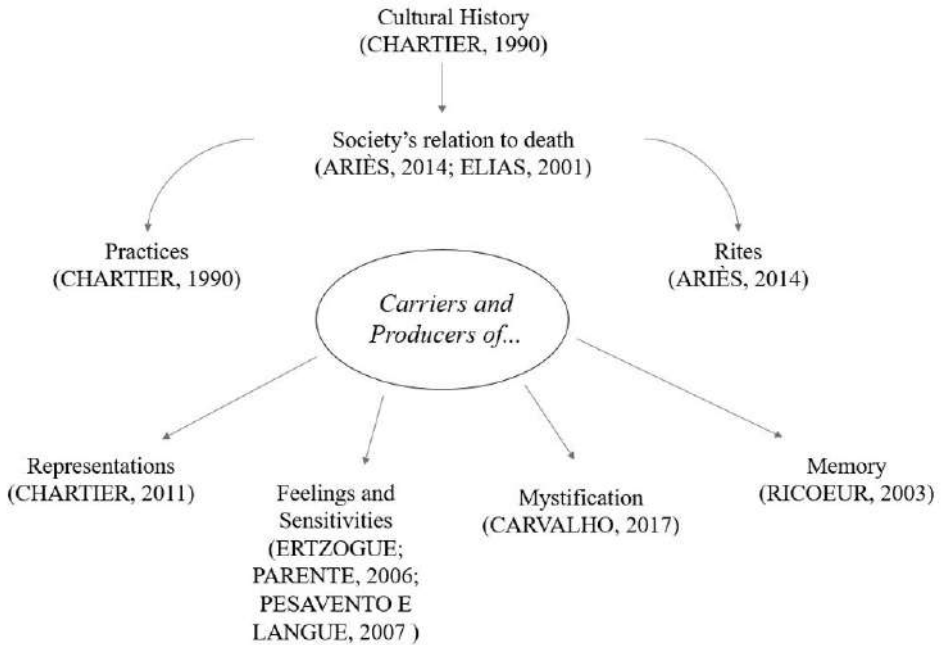 Cultural History
(CHARTIER, 1990)
Society's relation to death
(ARIÈS, 2014; ELIAS, 2001)
Practices
(CHARTIER, 1990)
Rites
(ARIÈS, 2014)
Carriers and
Producers of...
Representations
(CHARTIER, 2011)
Feelings and
Sensitivities
(ERTZOGUE;
PARENTE, 2006;
PESAVENTO E
LANGUE, 2007 )
Mystification
(CARVALHO, 2017)
Memory
(RICOEUR, 2003)